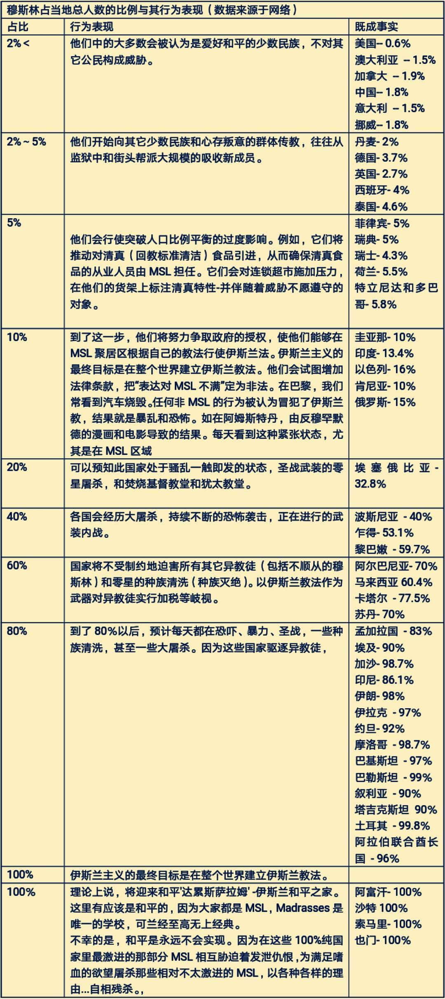 穆斯林占当地总人数的比例与其行为表现（数据来源于网络）
占比
行为表现
既成事实
2%<
他们中的大多数会被认为是爱好和平的少数民族，不对其
它公民构成威胁。
美国-- 0.6%
澳大利亚 -- 1.5%
加拿大 -- 1.9%
中国-- 1.8%
意大利 -- 1.5%
挪威-- 1.8%
2%~5%
他们开始向其它少数民族和心存叛意的群体传教，往往从
监狱中和街头帮派大规模的吸收新成员。
丹麦- 2%
德国- 3.7%
英国- 2.7%
西班牙- 4%
泰国- 4.6%
5%
他们会行使突破人口比例平衡的过度影响。例如，它们将
推动对清真（回教标准清洁）食品引进，从而确保清真食
品的从业人员由 MSL 担任。它们会对连锁超市施加压力，
在他们的货架上标注清真特性-并伴随着威胁不愿遵守的
对象。
菲律宾- 5%
瑞典- 5%
瑞士- 4.3%
荷兰- 5.5%
特立尼达和多巴
哥- 5.8%
10%
到了这一步，他们将努力争取政府的授权，使他们能够在
MSL 聚居区根据自己的教法行使伊斯兰法。伊斯兰主义的
最终目标是在整个世界建立伊斯兰教法。他们会试图增加
法律条款，把“表达对 MSL 不满”定为非法。在巴黎，我们
常看到汽车烧毁。任何非 MSL 的行为被认为冒犯了伊斯兰
教，结果就是暴乱和恐怖。如在阿姆斯特丹，由反穆罕默
德的漫画和电影导致的结果。每天看到这种紧张状态，尤
其是在 MSL 区域
圭亚那- 10%
印度- 13.4%
以色列- 16%
肯尼亚- 10%
俄罗斯- 15%
20%
可以预知此国家处于骚乱一触即发的状态，圣战武装的零
星屠杀，和焚烧基督教堂和犹太教堂。
埃塞俄比亚-
32.8%
40%
各国会经历大屠杀，持续不断的恐怖袭击，正在进行的武
装内战。
波斯尼亚 - 40%
乍得- 53.1%
黎巴嫩 - 59.7%
60%
国家将不受制约地迫害所有其它异教徒（包括不顺从的穆
斯林）和零星的种族清洗（种族灭绝）。以伊斯兰教法作为
武器对异教徒实行加税等岐视。
阿尔巴尼亚- 70%
马来西亚 60.4%
卡塔尔 - 77.5%
苏丹- 70%
80%
到了 80%以后，预计每天都在恐吓、暴力、圣战，一些种
族清洗，甚至一些大屠杀。因为这些国家驱逐异教徒，
孟加拉国 - 83%
埃及- 90%
加沙- 98.7%
印尼- 86.1%
伊朗- 98%
伊拉克 - 97%
约旦- 92%
摩洛哥 - 98.7%
巴基斯坦 - 97%
巴勒斯坦 - 99%
叙利亚 - 90%
塔吉克斯坦 90%
土耳其 - 99.8%
阿拉伯联合酋长
国 - 96%
100%
伊斯兰主义的最终目标是在整个世界建立伊斯兰教法。
100%
理论上说，将迎来和平'达累斯萨拉姆' -伊斯兰和平之家。
这里有应该是和平的，因为大家都是 MSL，Madrasses 是
唯一的学校，可兰经至高无上经典。
不幸的是，和平是永远不会实现。因为在这些 100%纯国
家里最激进的那部分 MSL 相互胁迫着发泄仇恨，为满足嗜
血的欲望屠杀那些相对不太激进的 MSL，以各种各样的理
由...自相残杀。，
阿富汗- 100%
沙特 100%
索马里- 100%
也门- 100%